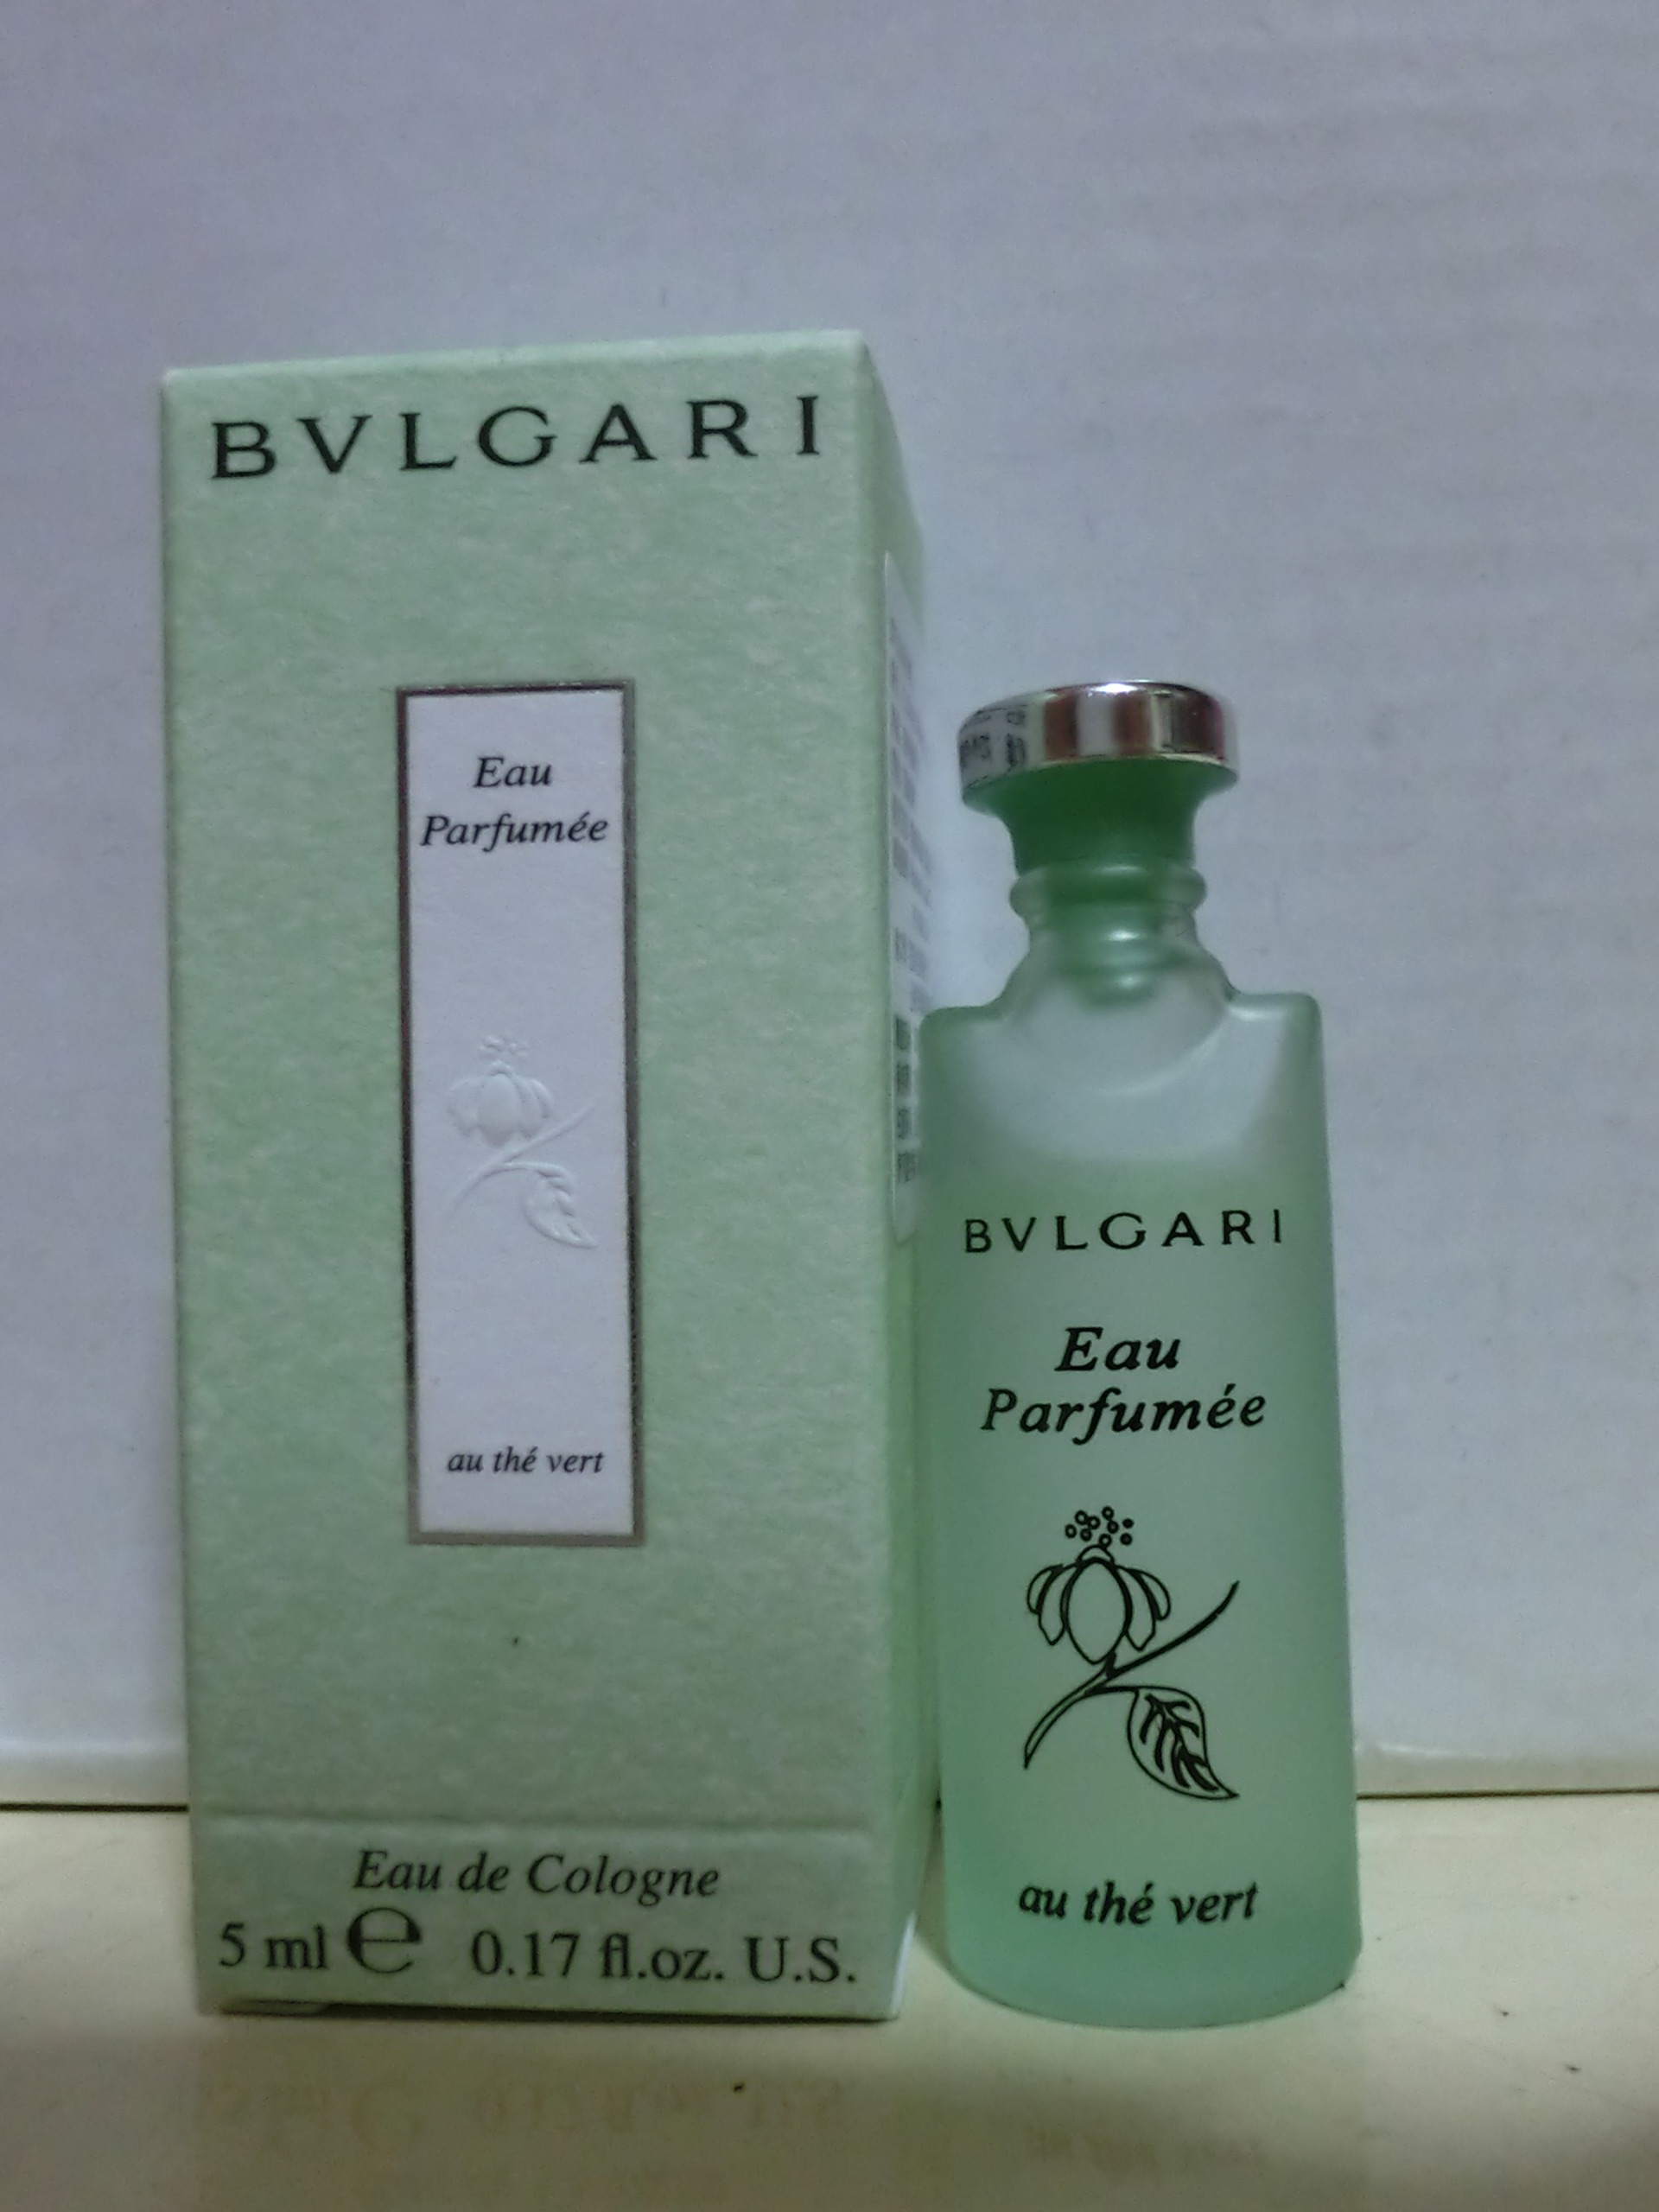 BVLGARI
Eau
Parfumée
au thé vert
Eau de Cologne
5 ml ℮ 0.17 fl.oz. U.S.
BVLGARI
Eau
Parfumée
au thé vert